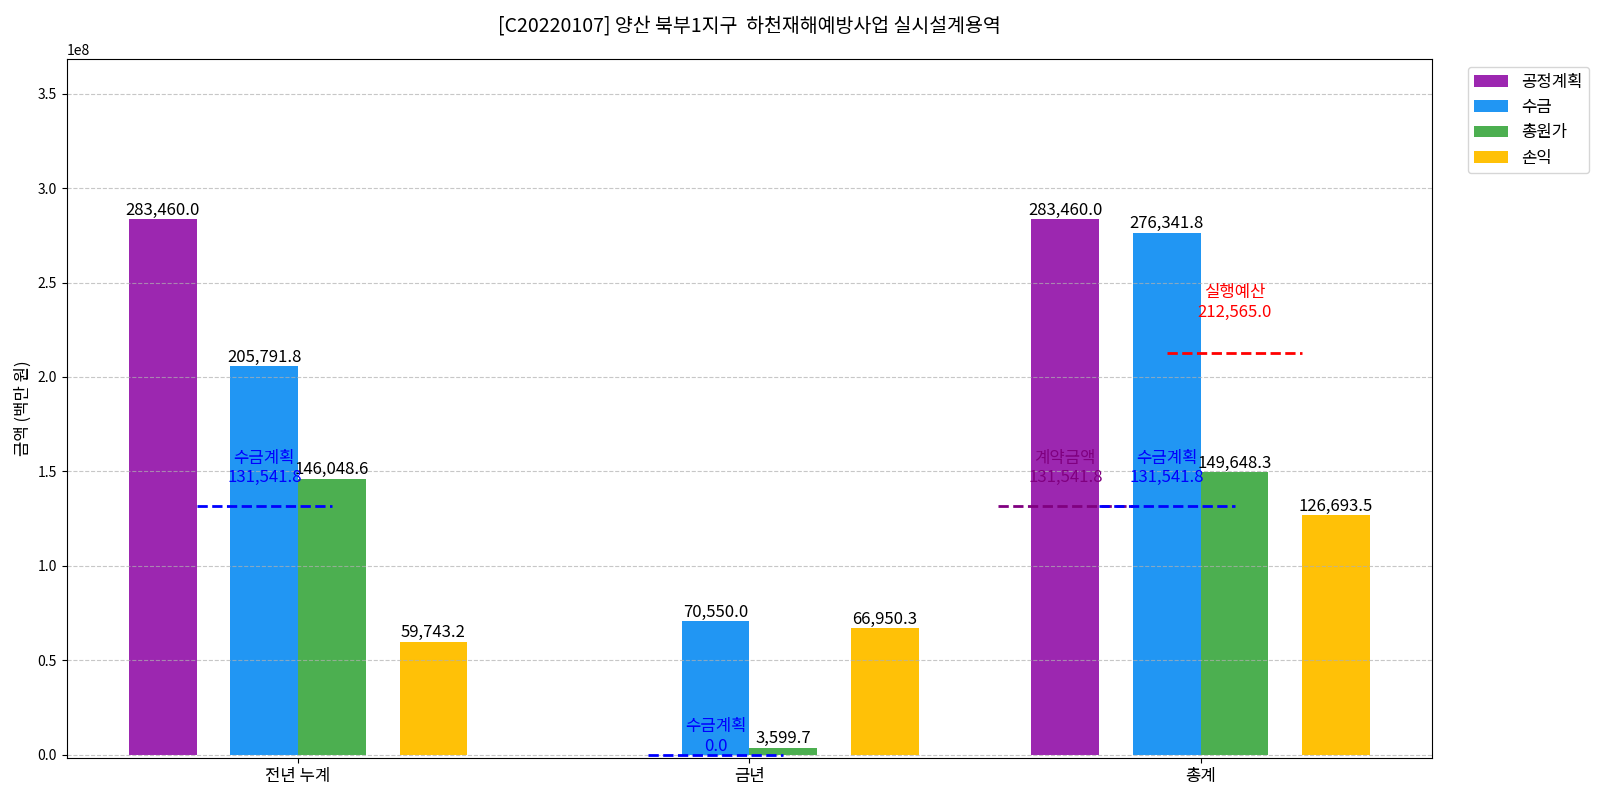 [C20220107] 양산 북부1지구  하천재해예방사업 실시설계용역
1e8
공정계획
수금
총원가
손익
금액 (백만 원)
3.5
3.0
2.5
2.0
1.5
1.0
0.5
0.0
283,460.0
205,791.8
수금계획
131,541.8
146,048.6
59,743.2
70,550.0
수금계획
0.0
3,599.7
66,950.3
283,460.0
276,341.8
실행예산
212,565.0
계약금액
131,541.8
수금계획
131,541.8
149,648.3
126,693.5
전년 누계
금년
총계